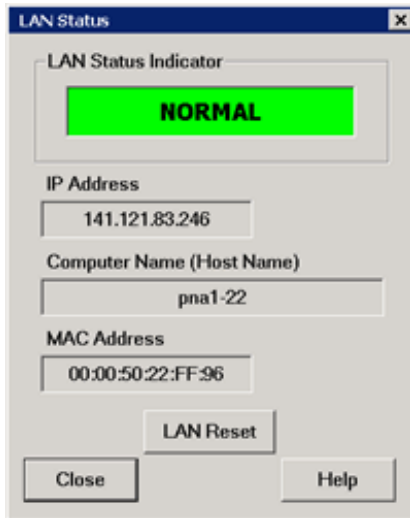 LAN Status
LAN Status Indicator
NORMAL
IP Address
141.121.83.246
Computer Name (Host Name)
pna1-22
MAC Address
00:00:50:22:FF:96
LAN Reset
Close
Help